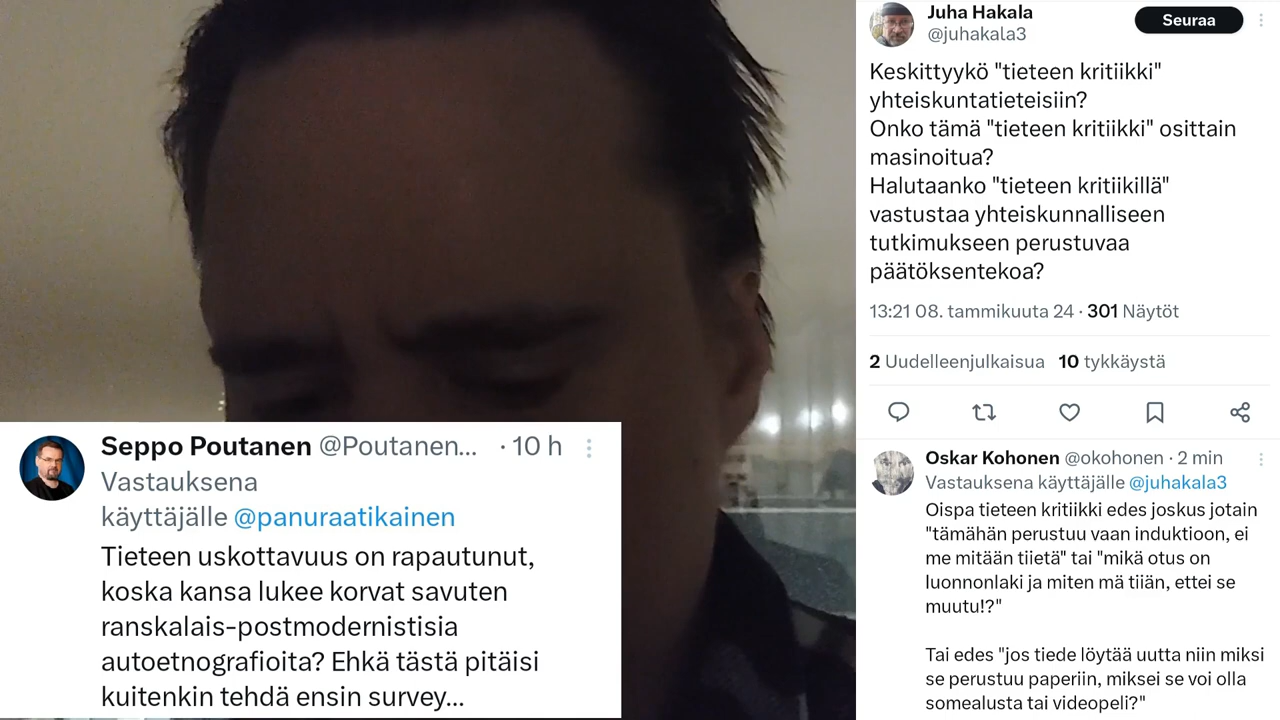 Seppo Poutanen @Poutanen... · 10 h
Vastauksena
käyttäjälle @panuraatikainen
Tieteen uskottavuus on rapautunut,
koska kansa lukee korvat savuten
ranskalais-postmodernistisia
autoetnografioita? Ehkä tästä pitäisi
kuitenkin tehdä ensin survey...
Juha Hakala
@juhakala3
Seuraa
Keskittyykö "tieteen kritiikki"
yhteiskuntatieteisiin?
Onko tämä "tieteen kritiikki" osittain
masinoitua?
Halutaanko "tieteen kritiikillä"
vastustaa yhteiskunnalliseen
tutkimukseen perustuvaa
päätöksentekoa?
13:21 08. tammikuuta 24 · 301 Näytöt
2 Uudelleenjulkaisua 10 tykkäystä
Oskar Kohonen @okohonen · 2 min
Vastauksena käyttäjälle @juhakala3
Oispa tieteen kritiikki edes joskus jotain
"tämähän perustuu vaan induktioon, ei
me mitään tiietä" tai "mikä otus on
luonnonlaki ja miten mä tiiän, ettei se
muutu!?"
Tai edes "jos tiede löytää uutta niin miksi
se perustuu paperiin, miksei se voi olla
somealusta tai videopeli?"